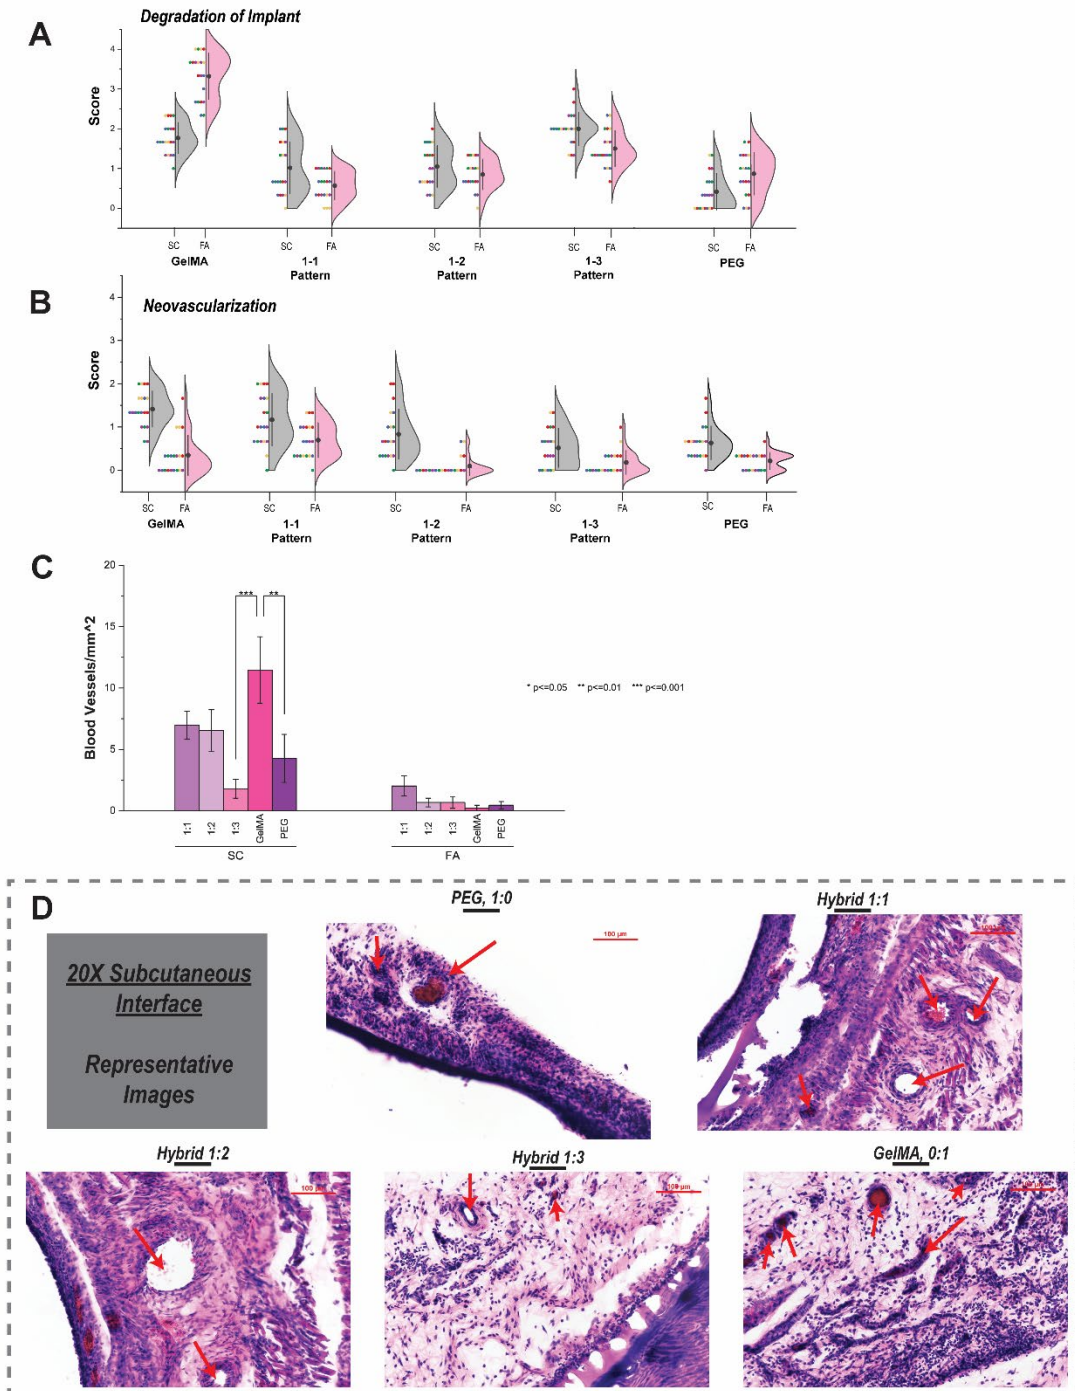 A
Degradation of Implant
Score
4
3
2
1
0
SC FA SC FA SC FA SC FA SC FA
GelMA 1-1 Pattern 1-2 Pattern 1-3 Pattern PEG
B
Neovascularization
Score
4
3
2
1
0
SC FA SC FA SC FA SC FA SC FA
GelMA 1-1 Pattern 1-2 Pattern 1-3 Pattern PEG
C
Blood Vessels/mm^2
20
15
10
5
0
*** **
* p<=0.05 ** p<=0.01 *** p<=0.001
1:1 1:2 1:3 GelMA PEG 1:1 1:2 1:3 GelMA PEG
SC FA
D
20X Subcutaneous
Interface
Representative
Images
PEG, 1:0
100 µm
Hybrid 1:1
Hybrid 1:2
100 µm
Hybrid 1:3
100 µm
GelMA, 0:1